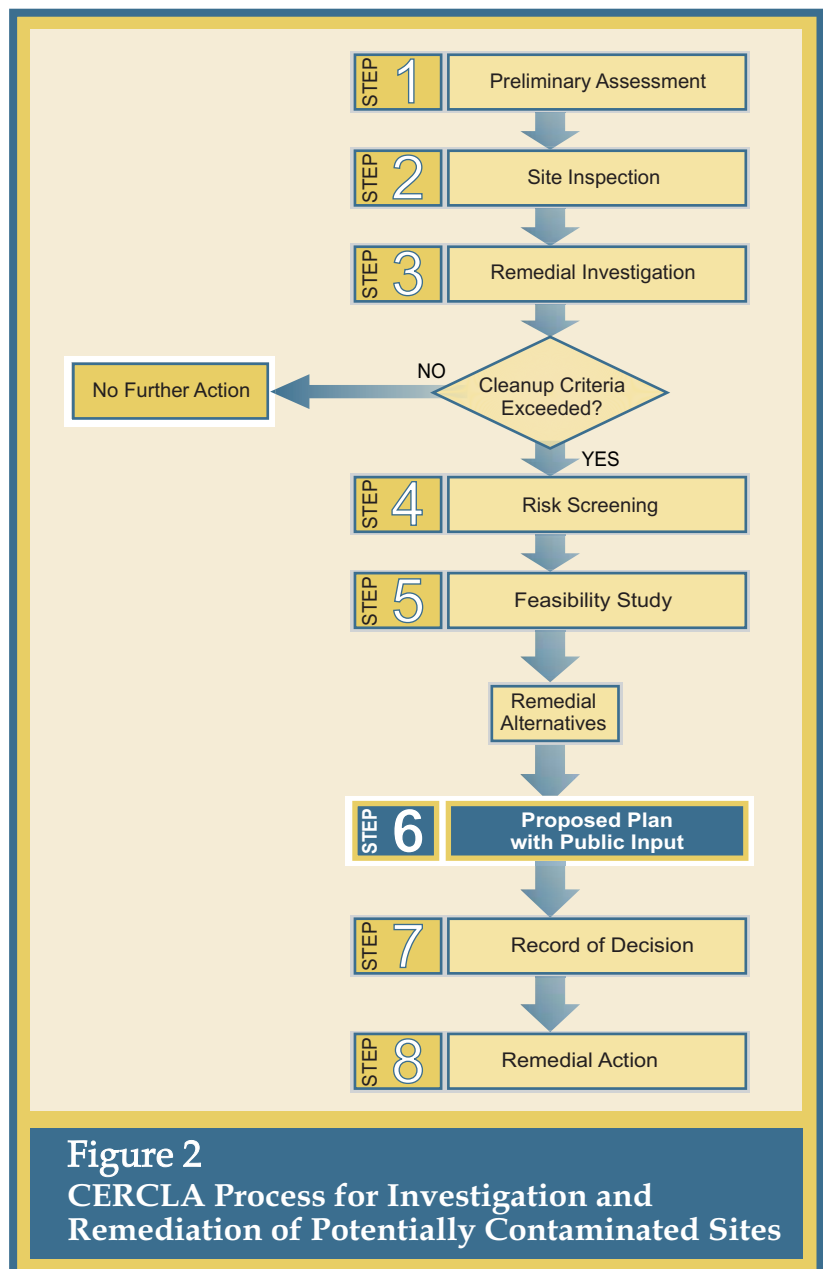 STEP 1 Preliminary Assessment
STEP 2 Site Inspection
STEP 3 Remedial Investigation
Cleanup Criteria
Exceeded?
NO
No Further Action
YES
STEP 4 Risk Screening
STEP 5 Feasibility Study
Remedial
Alternatives
STEP 6 Proposed Plan
with Public Input
STEP 7 Record of Decision
STEP 8 Remedial Action
Figure 2
CERCLA Process for Investigation and
Remediation of Potentially Contaminated Sites